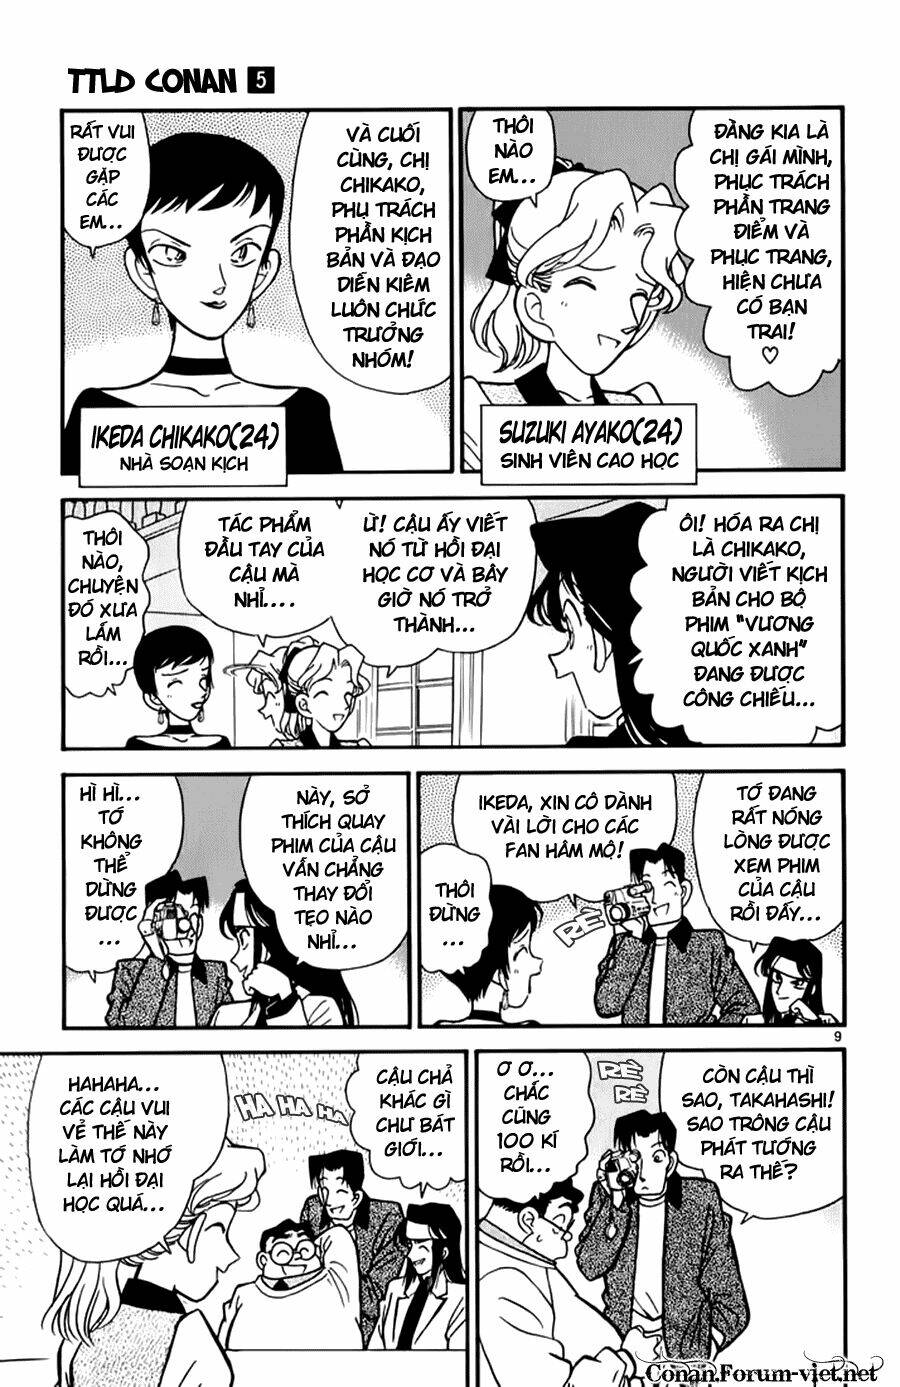 TTLD CONAN 5
ĐẰNG KIA LÀ
CHỊ GÁI MÌNH,
PHỤC TRÁCH
PHẦN TRANG
ĐIỂM VÀ
PHỤC TRANG,
HIỆN CHƯA
CÓ BẠN
TRAI!
♡
THÔI
NÀO
EM...
SUZUKI AYAKO(24)
SINH VIÊN CAO HỌC
VÀ CUỐI
CÙNG, CHỊ
CHIKAKO,
PHỤ TRÁCH
PHẦN KỊCH
BẢN VÀ ĐẠO
DIỄN KIÊM
LUÔN CHỨC
TRƯỞNG
NHÓM!
RẤT VUI
ĐƯỢC
GẶP
CÁC
EM...
IKEDA CHIKAKO(24)
NHÀ SOẠN KỊCH
ÔI! HÓA RA CHỊ
LÀ CHIKAKO,
NGƯỜI VIẾT KỊCH
BẢN CHO BỘ
PHIM "VƯƠNG
QUỐC XANH"
ĐANG ĐƯỢC
CÔNG CHIẾU...
Ừ! CẬU ẤY VIẾT
NÓ TỪ HỒI ĐẠI
HỌC CƠ VÀ BÂY
GIỜ NÓ TRỞ
THÀNH...
TÁC PHẨM
ĐẦU TAY CỦA
CẬU MÀ
NHỈ....
THÔI
NÀO,
CHUYỆN
ĐÓ XƯA
LẮM
RỒI...
TỚ ĐANG
RẤT NÓNG
LÒNG ĐƯỢC
XEM PHIM
CỦA CẬU
RỒI ĐẤY...
IKEDA, XIN CÔ DÀNH
VÀI LỜI CHO CÁC
FAN HÂM MỘ!
RÈ
THÔI
ĐỪNG
...
NÀY, SỞ
THÍCH QUAY
PHIM CỦA CẬU
VẪN CHẲNG
THAY ĐỔI
TẸO NÀO
NHỈ...
HÌ HÌ...
TỚ
KHÔNG
THỂ
DỪNG
ĐƯỢC
...
9
CÒN CẬU THÌ
SAO, TAKAHASHI!
SAO TRÔNG CẬU
PHÁT TƯỚNG
RA THẾ?
RÈ
RÈ
Ơ Ơ...
CHẮC
CŨNG
100 KÍ
RỒI...
CẬU CHẢ
KHÁC GÌ
CHƯ BÁT
GIỚI...
HA HA HA
HAHAHA...
CÁC CẬU VUI
VẺ THẾ NÀY
LÀM TỚ NHỚ
LẠI HỒI ĐẠI
HỌC QUÁ...
Conan.Forum-viet.net